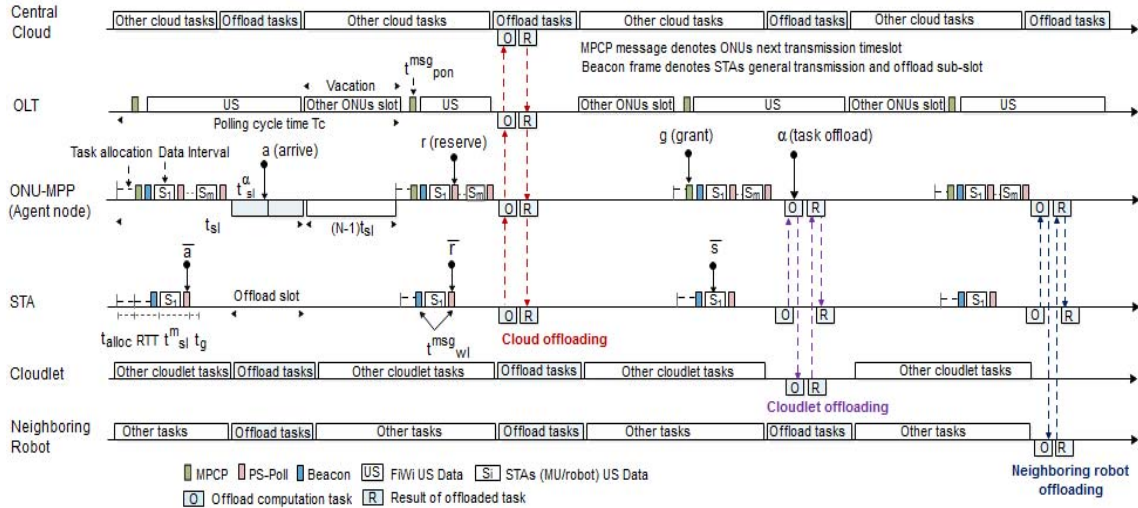 Central
Cloud
Other cloud tasks Offload tasks Other cloud tasks Offload tasks Other cloud tasks Offload tasks Other cloud tasks Offload tasks
O R
MPCP message denotes ONUs next transmission timeslot
Beacon frame denotes STAs general transmission and offload sub-slot
t^msg_pon
Vacation
OLT
US Other ONUs slot US Other ONUs slot US Other ONUs slot US
Polling cycle time Tc
O R
Task allocation Data Interval a (arrive) r (reserve) g (grant) α (task offload)
ONU-MPP
(Agent node)
S1 ... Sm t^α_sl S1 ... Sm S1 ... Sm S1 ... Sm
O R O R O R
t_sl (N-1)t_sl
a̅ r̅ s̅
STA
S1 Offload slot S1 S1 S1
O R O R O R
t_alloc RTT t^m_sl t_g t^msg_wl
Cloud offloading
Cloudlet
Other cloudlet tasks Offload tasks Other cloudlet tasks Offload tasks Other cloudlet tasks Other cloudlet tasks
O R
Cloudlet offloading
Neighboring
Robot
Other tasks Offload tasks Other tasks Offload tasks Other tasks Offload tasks Other tasks
O R
Neighboring robot
offloading
MPCP PS-Poll Beacon US FiWi US Data Si STAs (MU/robot) US Data
O Offload computation task R Result of offloaded task